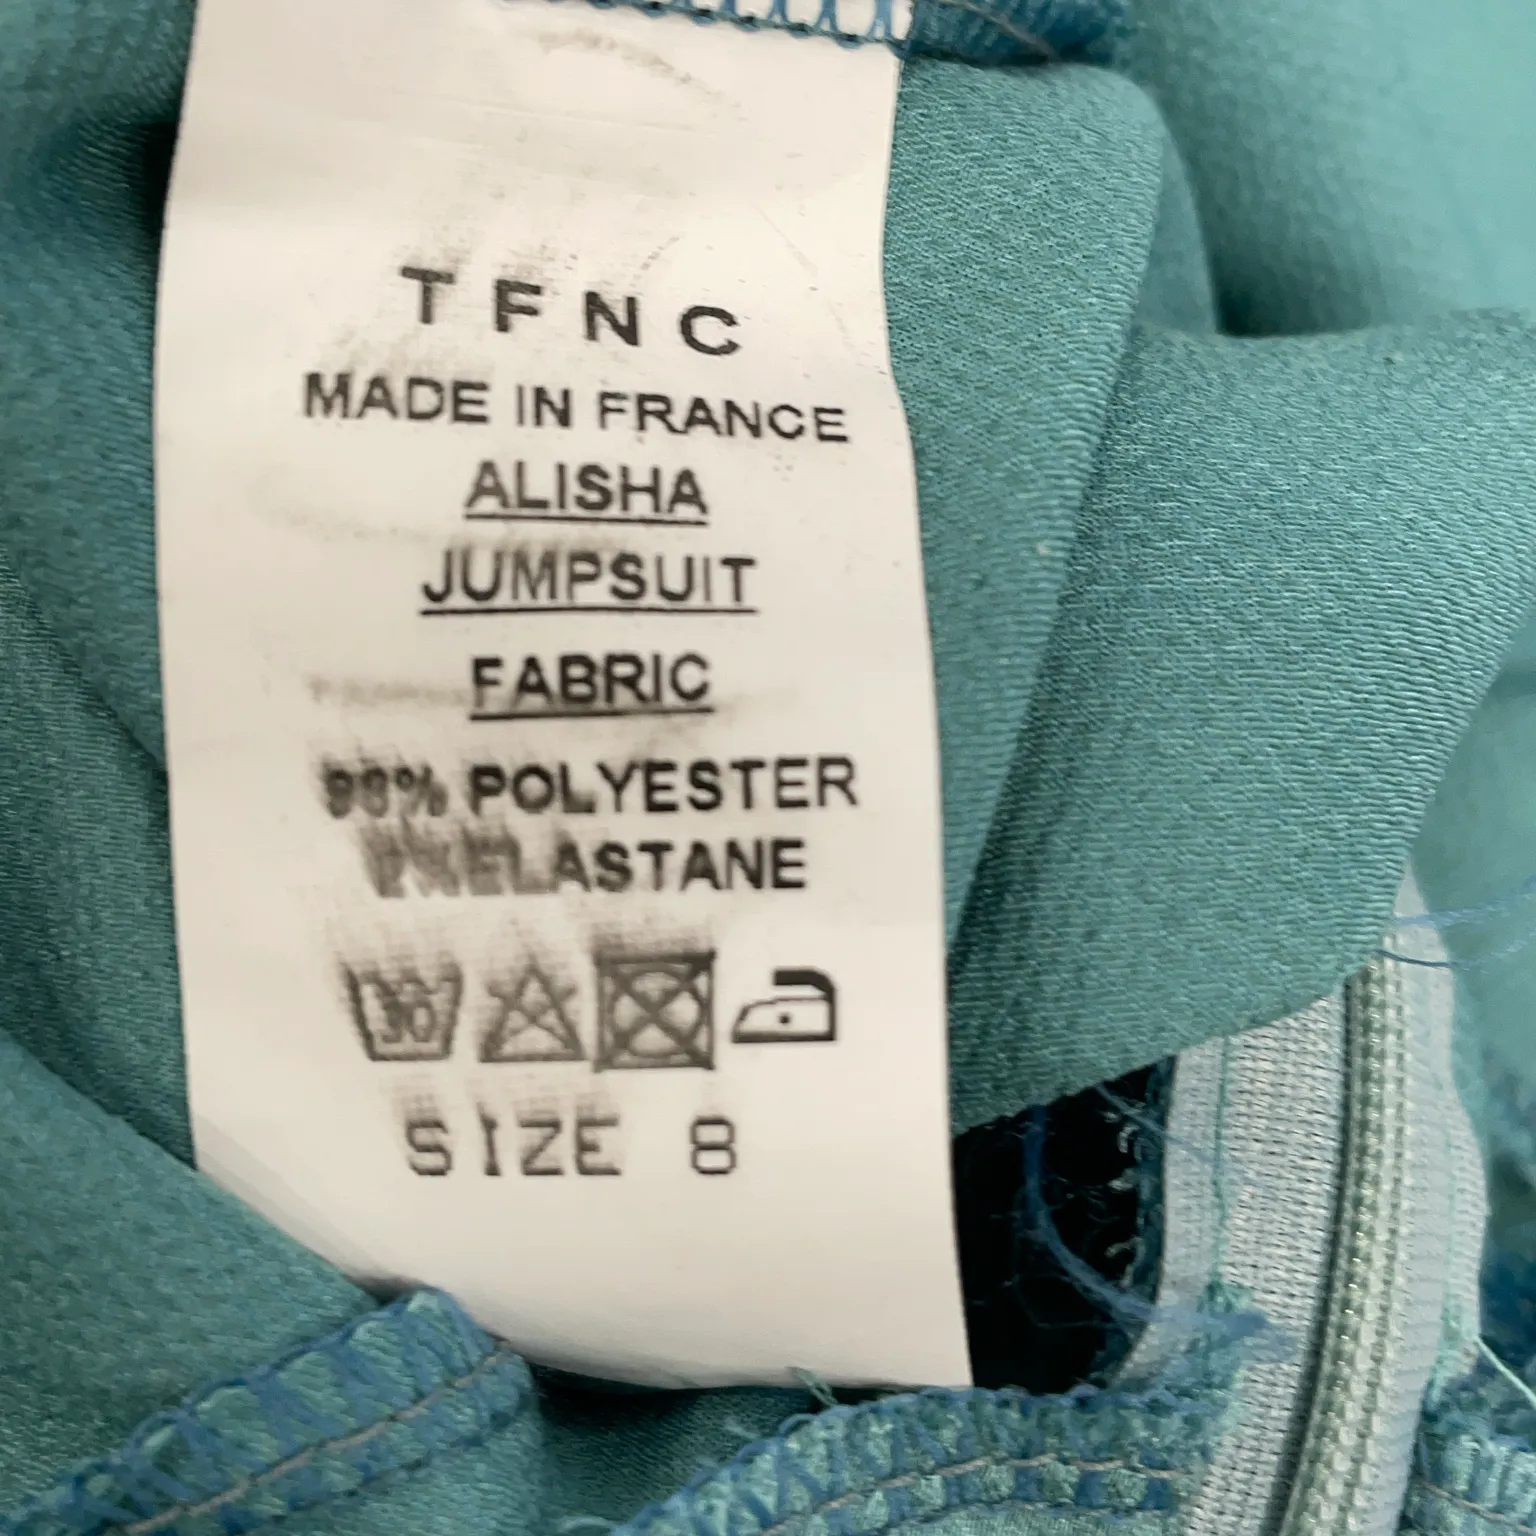 TFNC
MADE IN FRANCE
ALISHA
JUMPSUIT
FABRIC
POLYESTER
ELASTANE
30
SIZE 8